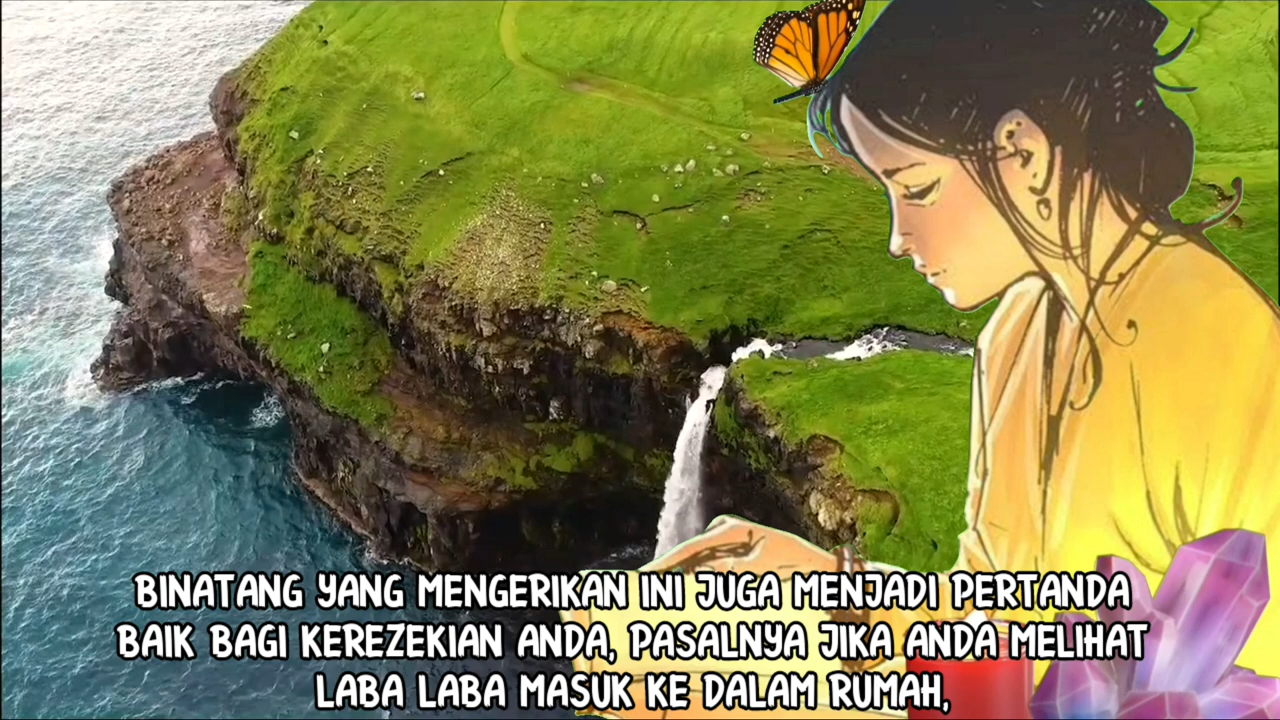 BINATANG YANG MENGERIKAN INI JUGA MENJADI PERTANDA
BAIK BAGI KEREZEKIAN ANDA, PASALNYA JIKA ANDA MELIHAT
LABA LABA MASUK KE DALAM RUMAH,